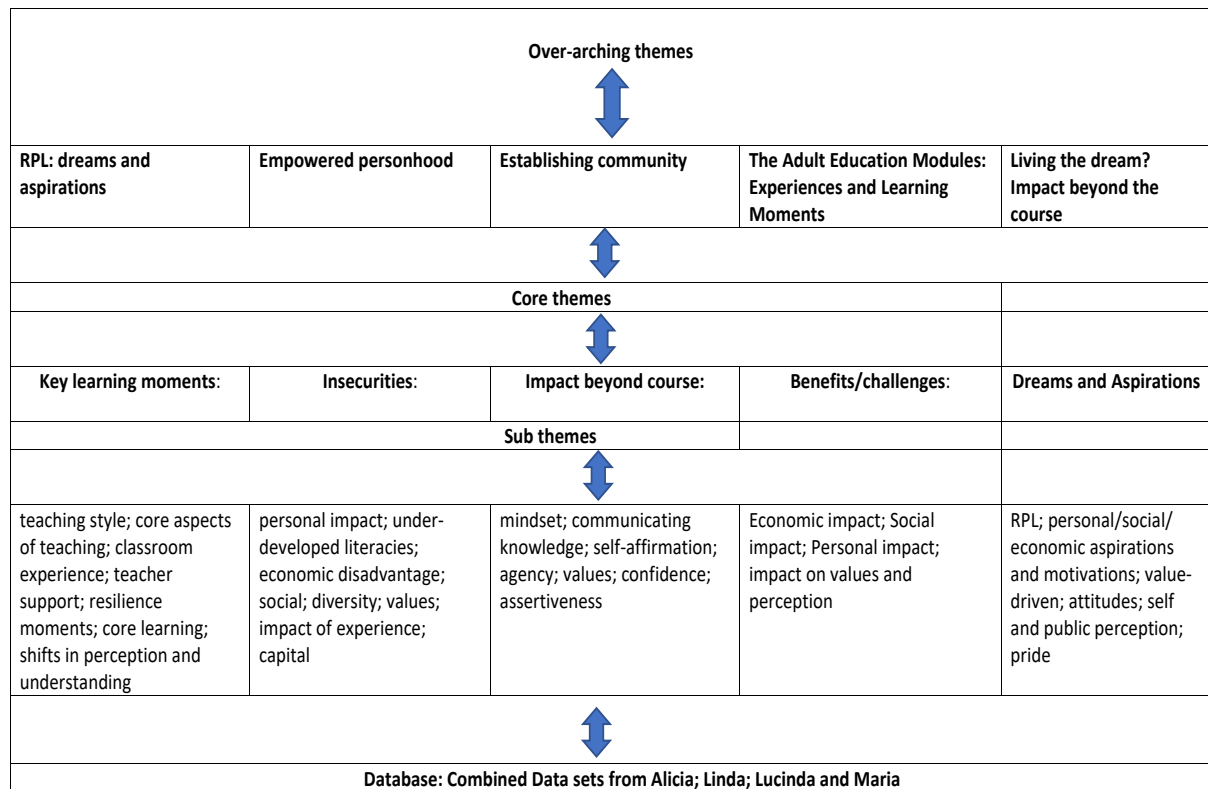 Over-arching themes
RPL: dreams and
aspirations
Empowered personhood
Establishing community
The Adult Education Modules:
Experiences and Learning
Moments
Living the dream?
Impact beyond the
course
Core themes
Key learning moments:
Insecurities:
Impact beyond course:
Benefits/challenges:
Dreams and Aspirations
Sub themes
teaching style; core aspects
of teaching; classroom
experience; teacher
support; resilience
moments; core learning;
shifts in perception and
understanding
personal impact; under-
developed literacies;
economic disadvantage;
social; diversity; values;
impact of experience;
capital
mindset; communicating
knowledge; self-affirmation;
agency; values; confidence;
assertiveness
Economic impact; Social
impact; Personal impact;
impact on values and
perception
RPL; personal/social/
economic aspirations
and motivations; value-
driven; attitudes; self
and public perception;
pride
Database: Combined Data sets from Alicia; Linda; Lucinda and Maria